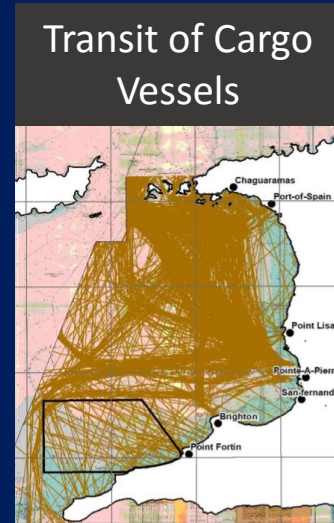 Transit of Cargo
Vessels
Chaguaramas
Port-of-Spain
Point Lisa
Pointe-A-Pierr
San-fernand
Brighton
Point Fortin